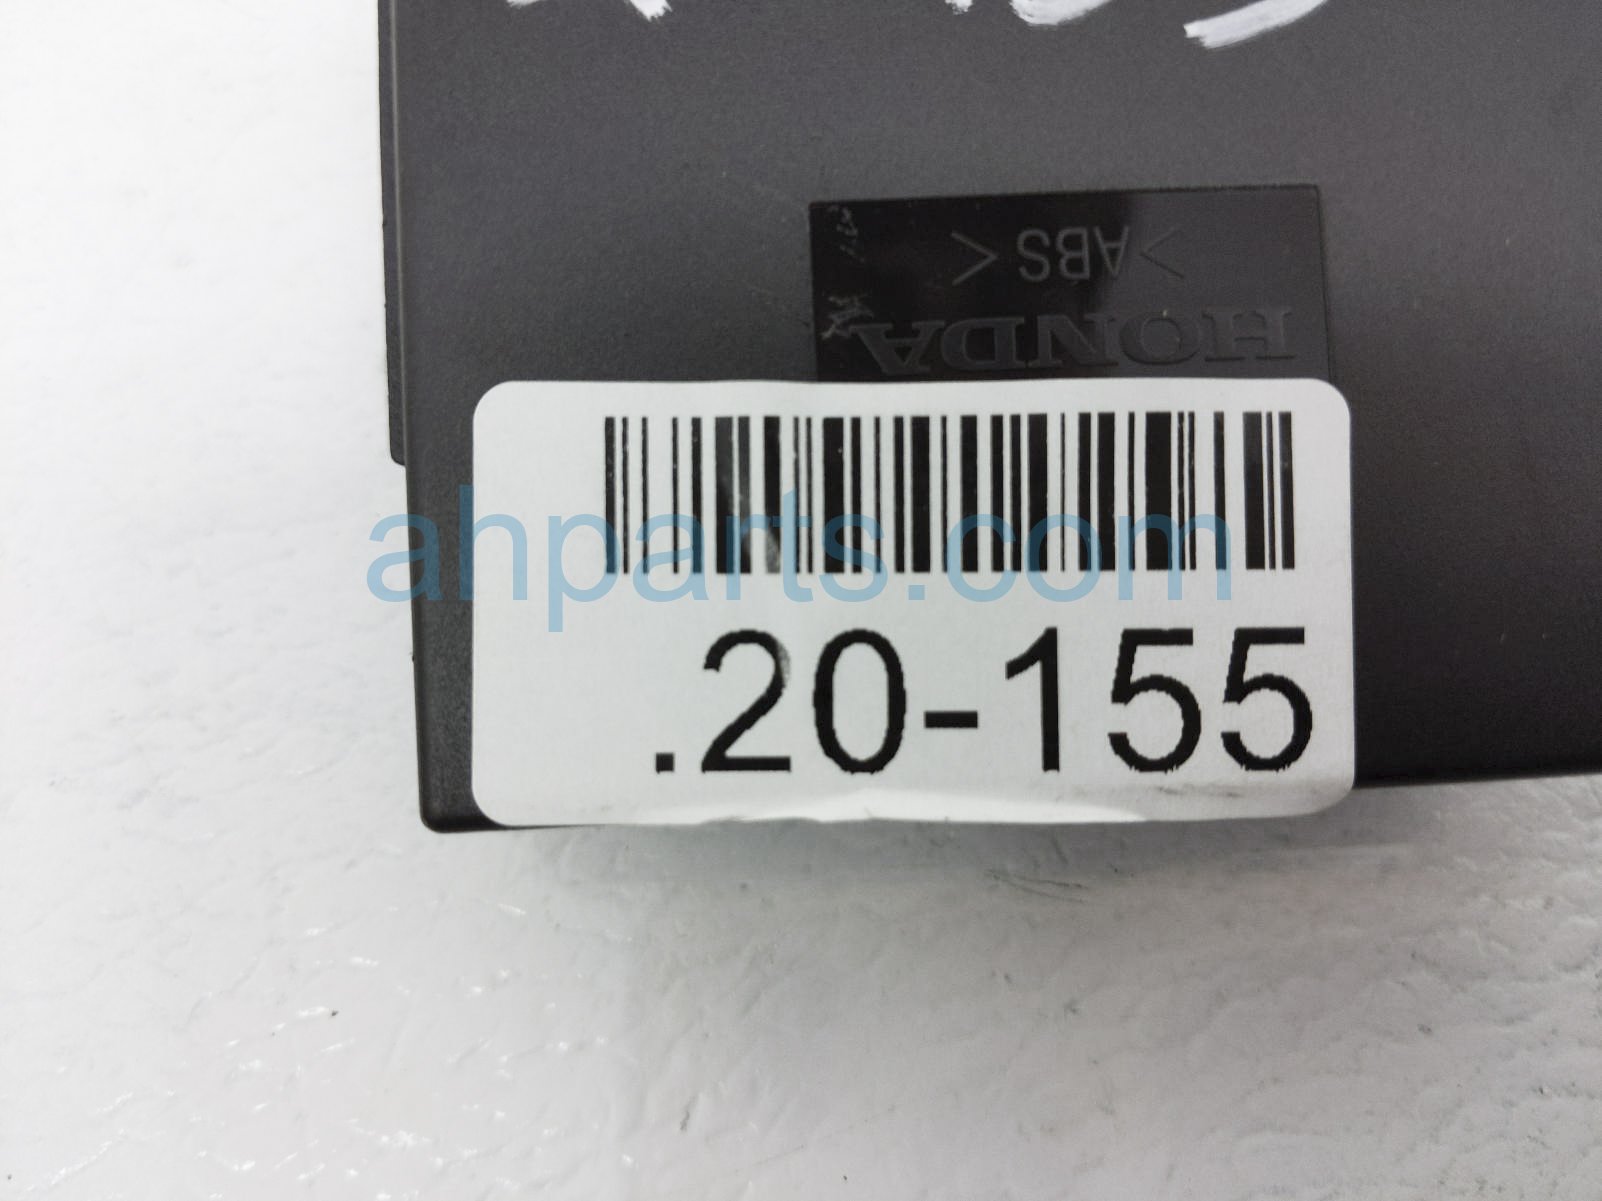 >ABS<
HONDA
ahparts.com
.20-155